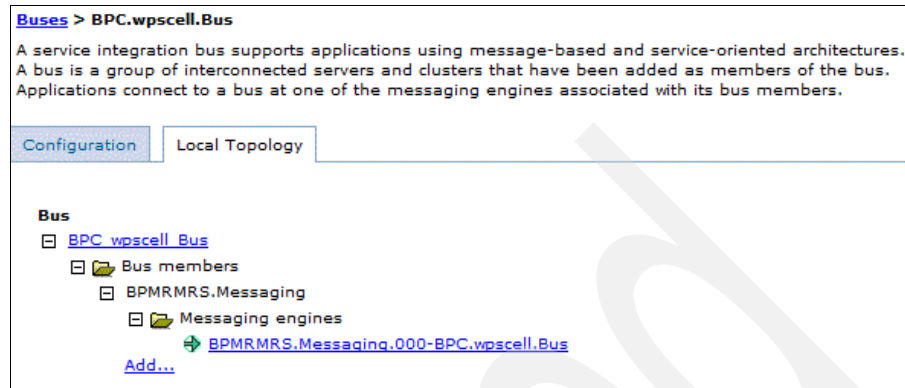 Buses > BPC.wpscell.Bus
A service integration bus supports applications using message-based and service-oriented architectures.
A bus is a group of interconnected servers and clusters that have been added as members of the bus.
Applications connect to a bus at one of the messaging engines associated with its bus members.
Configuration Local Topology
Bus
BPC wpscell Bus
Bus members
BPMRMRS.Messaging
Messaging engines
BPMRMRS.Messaging.000-BPC.wpscell.Bus
Add...